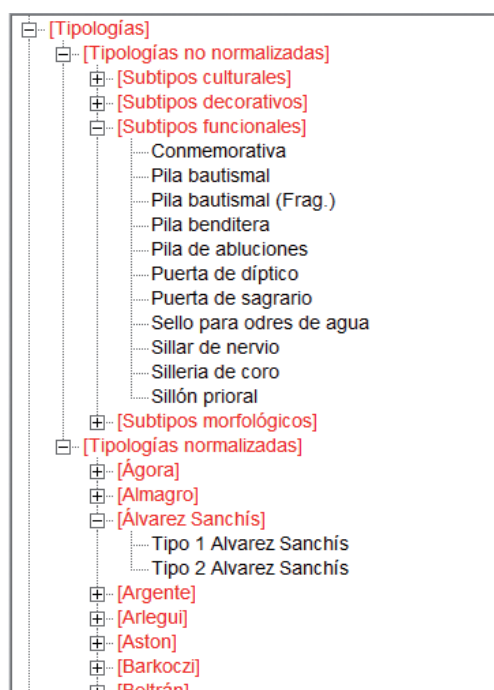 [Tipologías]
[Tipologías no normalizadas]
[Subtipos culturales]
[Subtipos decorativos]
[Subtipos funcionales]
Conmemorativa
Pila bautismal
Pila bautismal (Frag.)
Pila benditera
Pila de abluciones
Puerta de díptico
Puerta de sagrario
Sello para odres de agua
Sillar de nervio
Silleria de coro
Sillón prioral
[Subtipos morfológicos]
[Tipologías normalizadas]
[Ágora]
[Almagro]
[Álvarez Sanchís]
Tipo 1 Alvarez Sanchís
Tipo 2 Alvarez Sanchís
[Argente]
[Arlegui]
[Aston]
[Barkoczi]
[Beltrán]